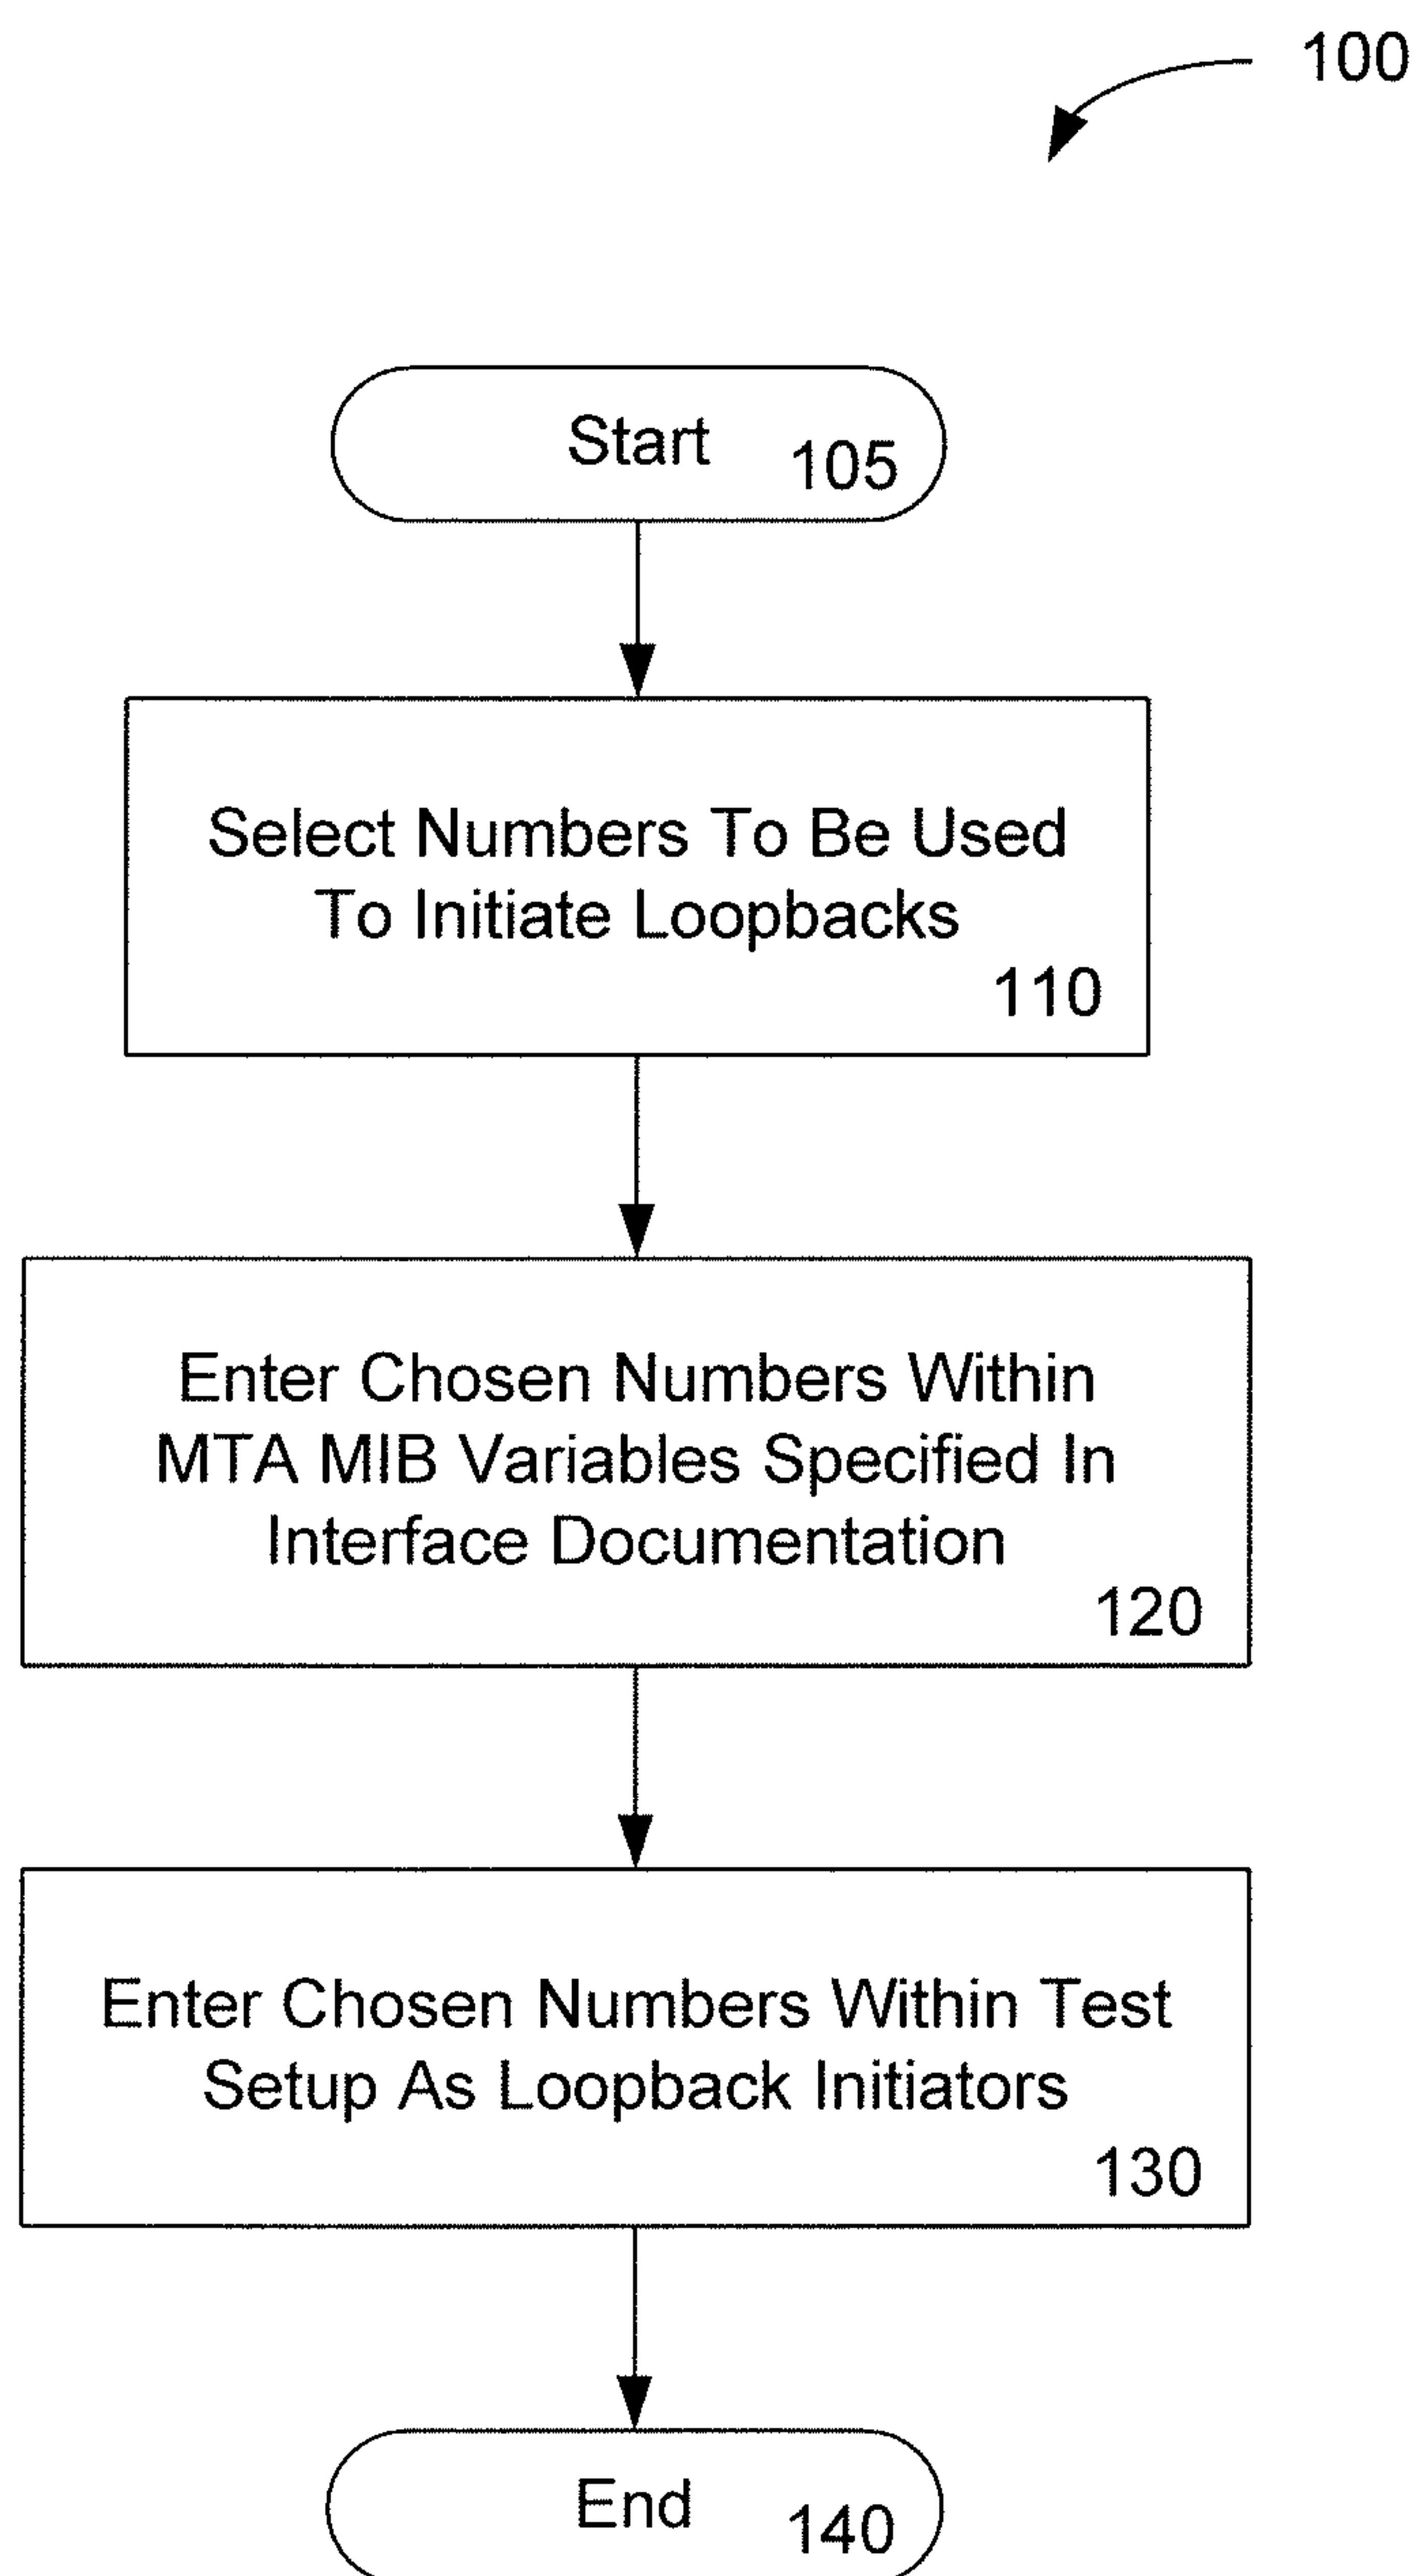 100
Start
105
Select Numbers To Be Used
To Initiate Loopbacks
110
Enter Chosen Numbers Within
MTA MIB Variables Specified In
Interface Documentation
120
Enter Chosen Numbers Within Test
Setup As Loopback Initiators
130
End
140